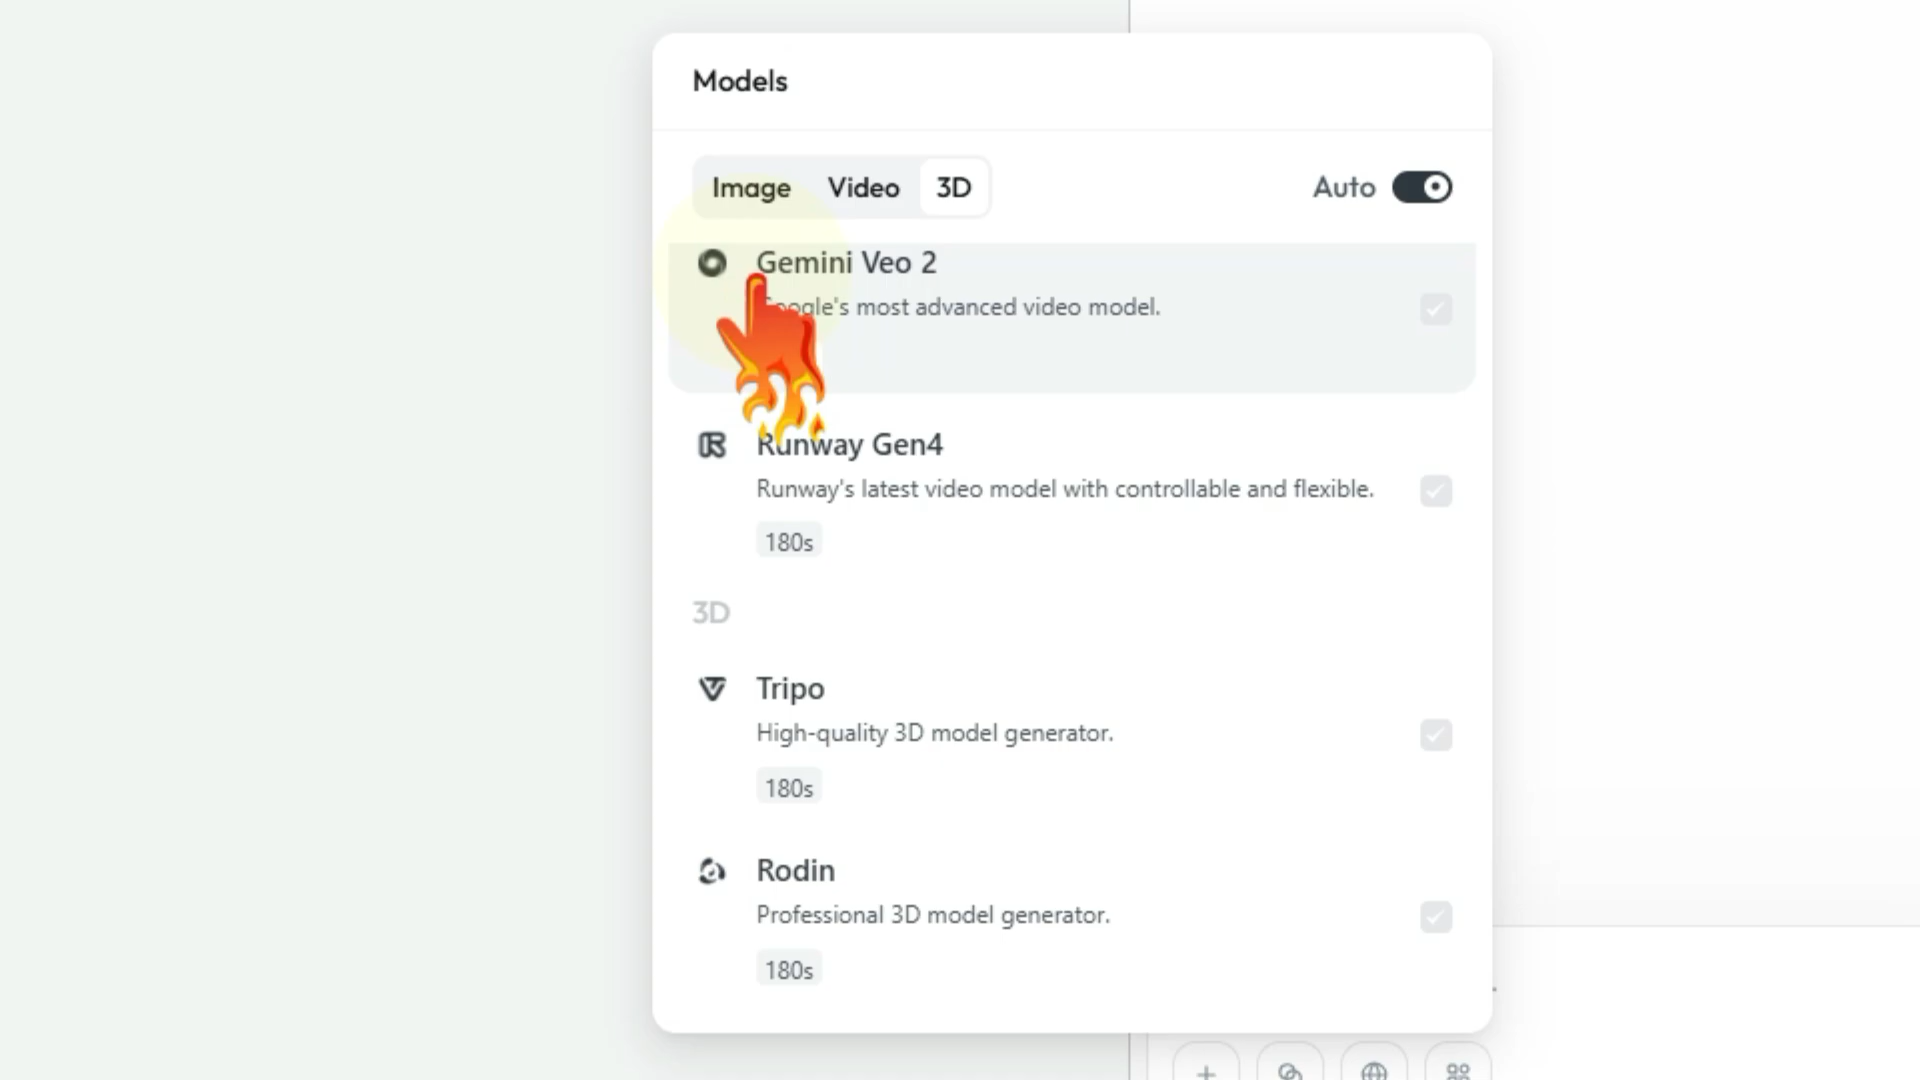 Models
Image Video 3D Auto
Gemini Veo 2
Google's most advanced video model.
Runway Gen4
Runway's latest video model with controllable and flexible.
180s
3D
Tripo
High-quality 3D model generator.
180s
Rodin
Professional 3D model generator.
180s